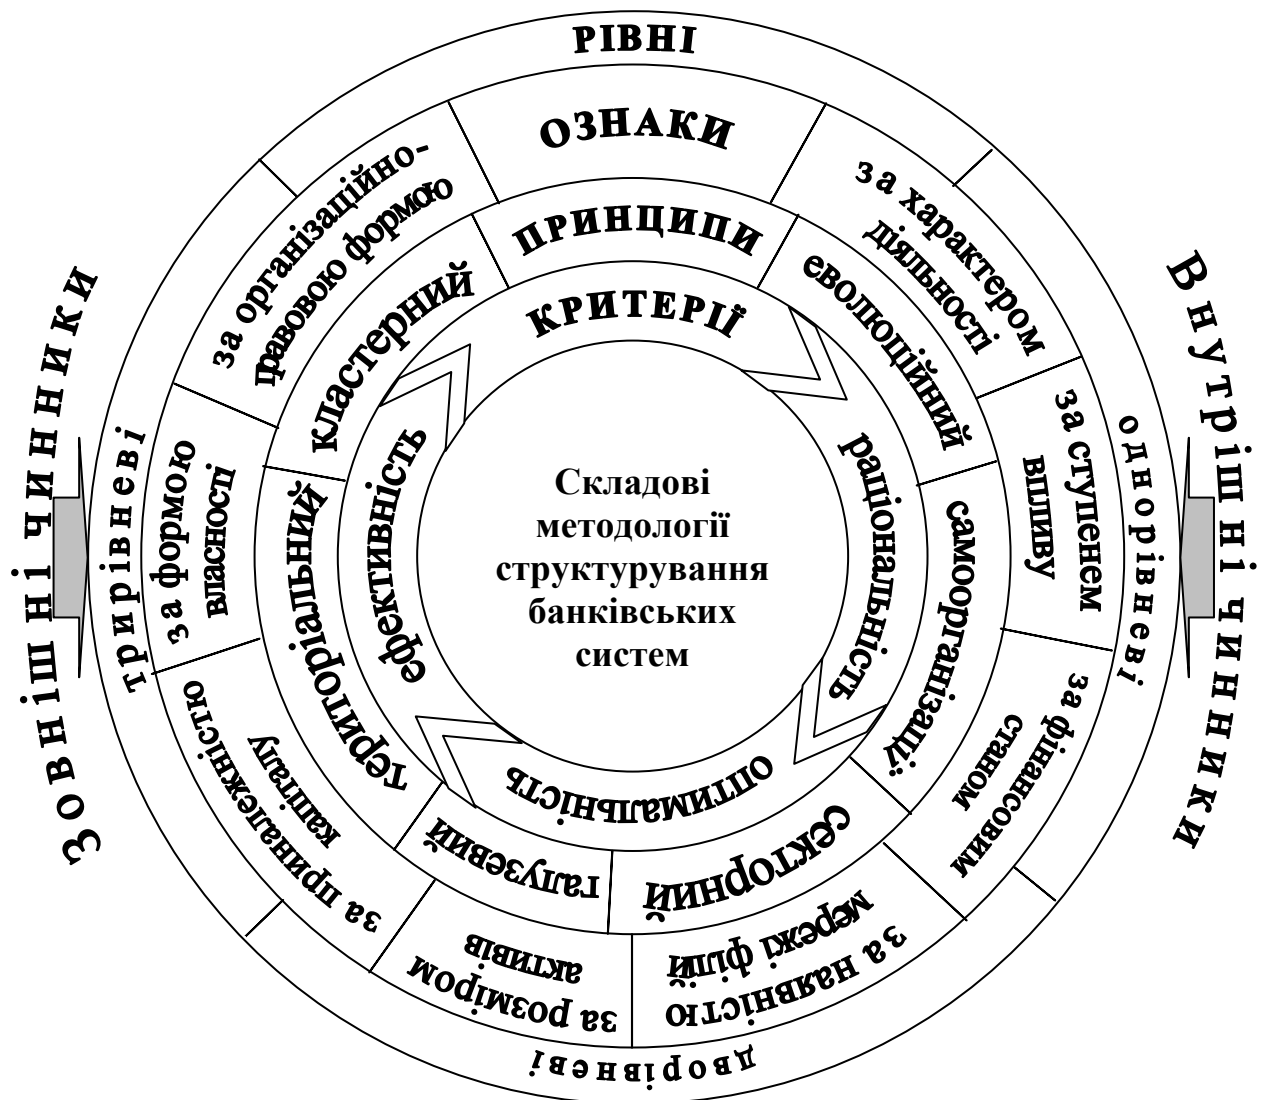 РІВНІ
однорівневі
дворівневі
трирівневі
ОЗНАКИ
за характером
діяльності
за ступенем
впливу
за фінансовим
станом
за наявністю
мережі філій
за розміром
активів
за приналежністю
капіталу
за формою
власності
за організаційно-
правовою формою
ПРИНЦИПИ
еволюційний
самоорганізації
секторний
галузевий
територіальний
кластерний
КРИТЕРІЇ
раціональність
оптимальність
ефективність
Складові
методології
структурування
банківських
систем
Зовнішні чинники
Внутрішні чинники